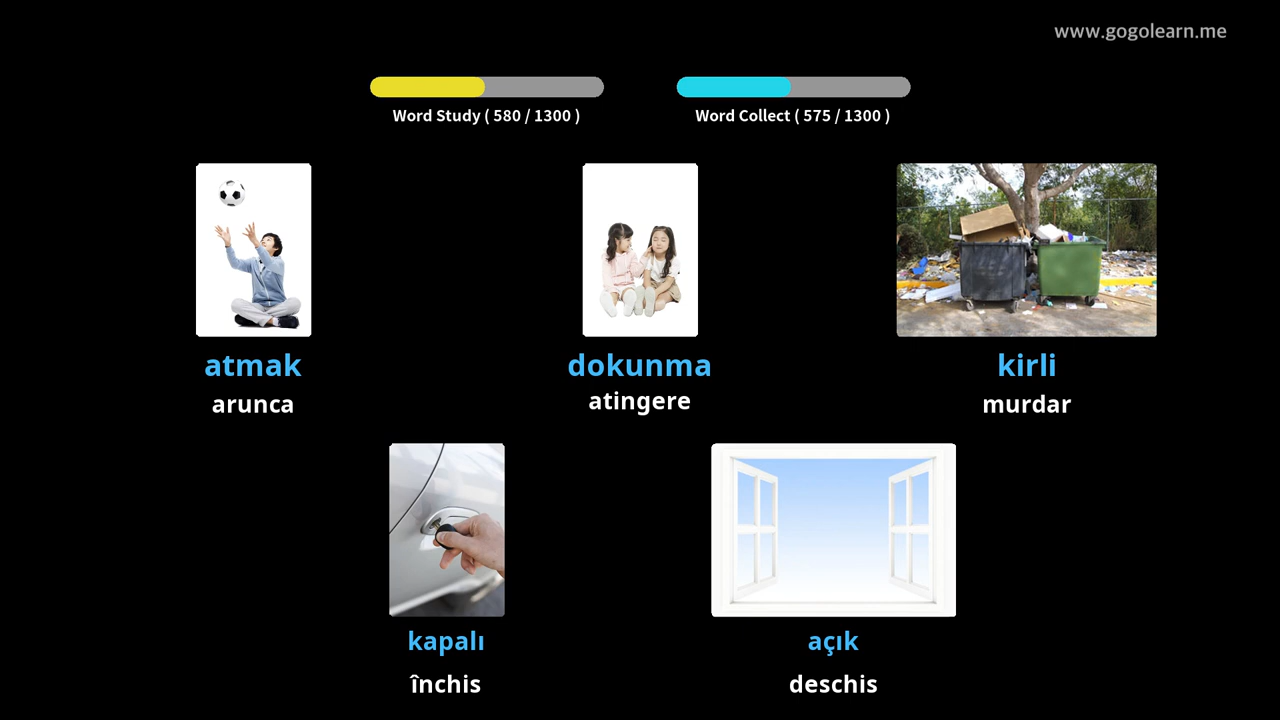 www.gogolearn.me
Word Study ( 580 / 1300 )
Word Collect ( 575 / 1300 )
atmak
arunca
dokunma
atingere
kirli
murdar
kapalı
închis
açık
deschis